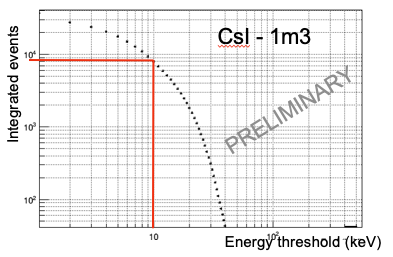 CsI - 1m3
10⁴
Integrated events
PRELIMINARY
10³
10²
10
10²
Energy threshold (keV)